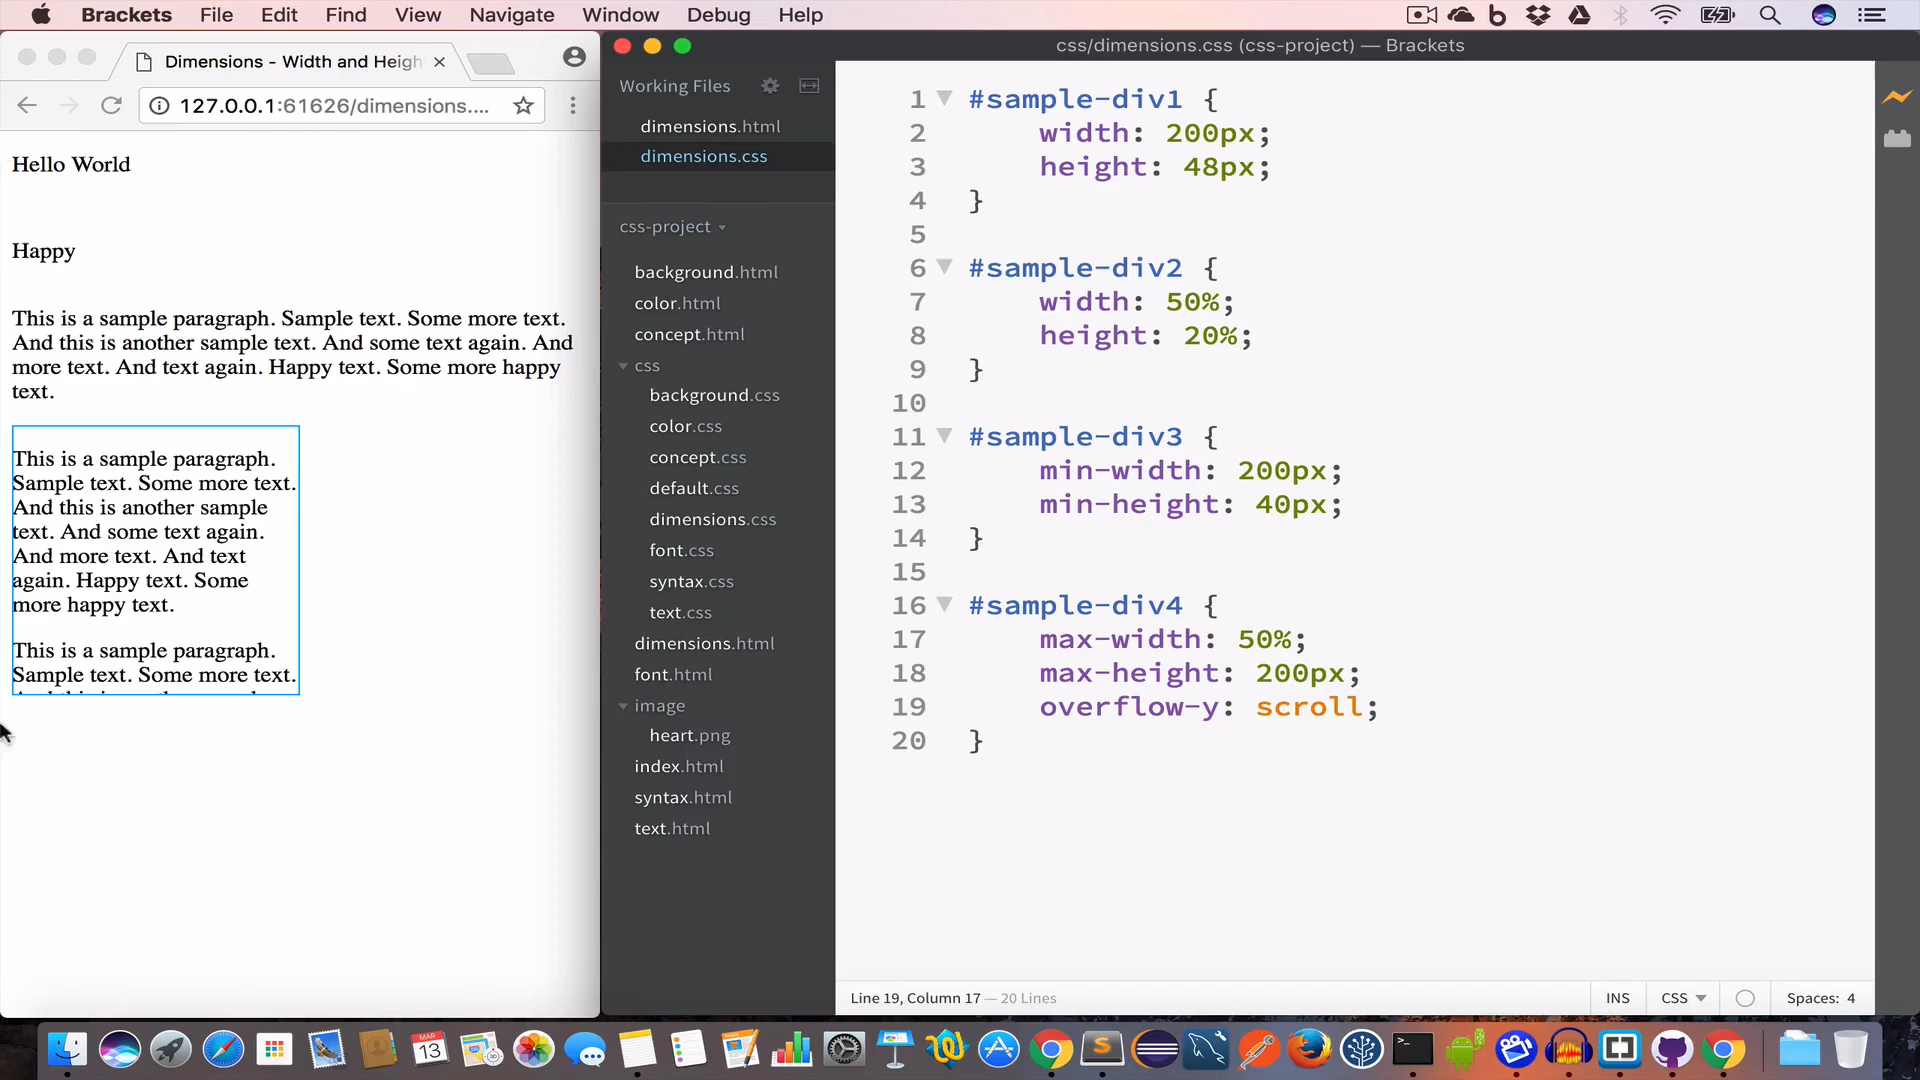 Brackets File Edit Find View Navigate Window Debug Help
Dimensions - Width and Heigh
127.0.0.1:61626/dimensions....
Hello World
Happy
This is a sample paragraph. Sample text. Some more text.
And this is another sample text. And some text again. And
more text. And text again. Happy text. Some more happy
text.
This is a sample paragraph.
Sample text. Some more text.
And this is another sample
text. And some text again.
And more text. And text
again. Happy text. Some
more happy text.
This is a sample paragraph.
Sample text. Some more text.
css/dimensions.css (css-project) — Brackets
Working Files
dimensions.html
dimensions.css
css-project
background.html
color.html
concept.html
css
background.css
color.css
concept.css
default.css
dimensions.css
font.css
syntax.css
text.css
dimensions.html
font.html
image
heart.png
index.html
syntax.html
text.html
1 #sample-div1 {
2 width: 200px;
3 height: 48px;
4 }
5
6 #sample-div2 {
7 width: 50%;
8 height: 20%;
9 }
10
11 #sample-div3 {
12 min-width: 200px;
13 min-height: 40px;
14 }
15
16 #sample-div4 {
17 max-width: 50%;
18 max-height: 200px;
19 overflow-y: scroll;
20 }
Line 19, Column 17 — 20 Lines
INS CSS Spaces: 4
MAR
13